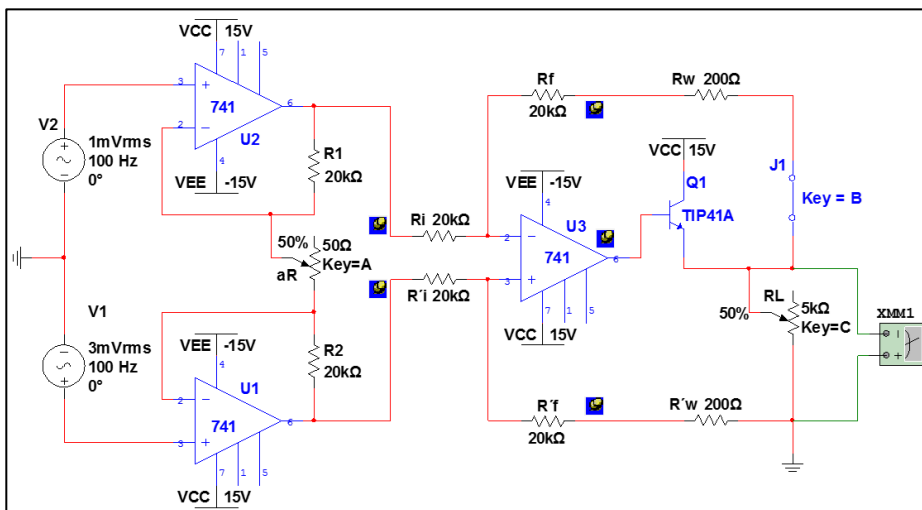 VCC 15V
7 1 5
3
2
6
741
U2
4
VEE -15V
V2
1mVrms
100 Hz
0°
R1
20kΩ
50%
aR
50Ω
Key=A
V1
3mVrms
100 Hz
0°
VEE -15V
4
2
3
6
741
U1
7 1 5
VCC 15V
R2
20kΩ
Ri 20kΩ
R´i 20kΩ
Rf
20kΩ
Rw 200Ω
VEE -15V
4
2
3
6
741
U3
7 1 5
VCC 15V
VCC 15V
Q1
TIP41A
J1
Key = B
50%
RL
5kΩ
Key=C
XMM1
R´f
20kΩ
R´w 200Ω